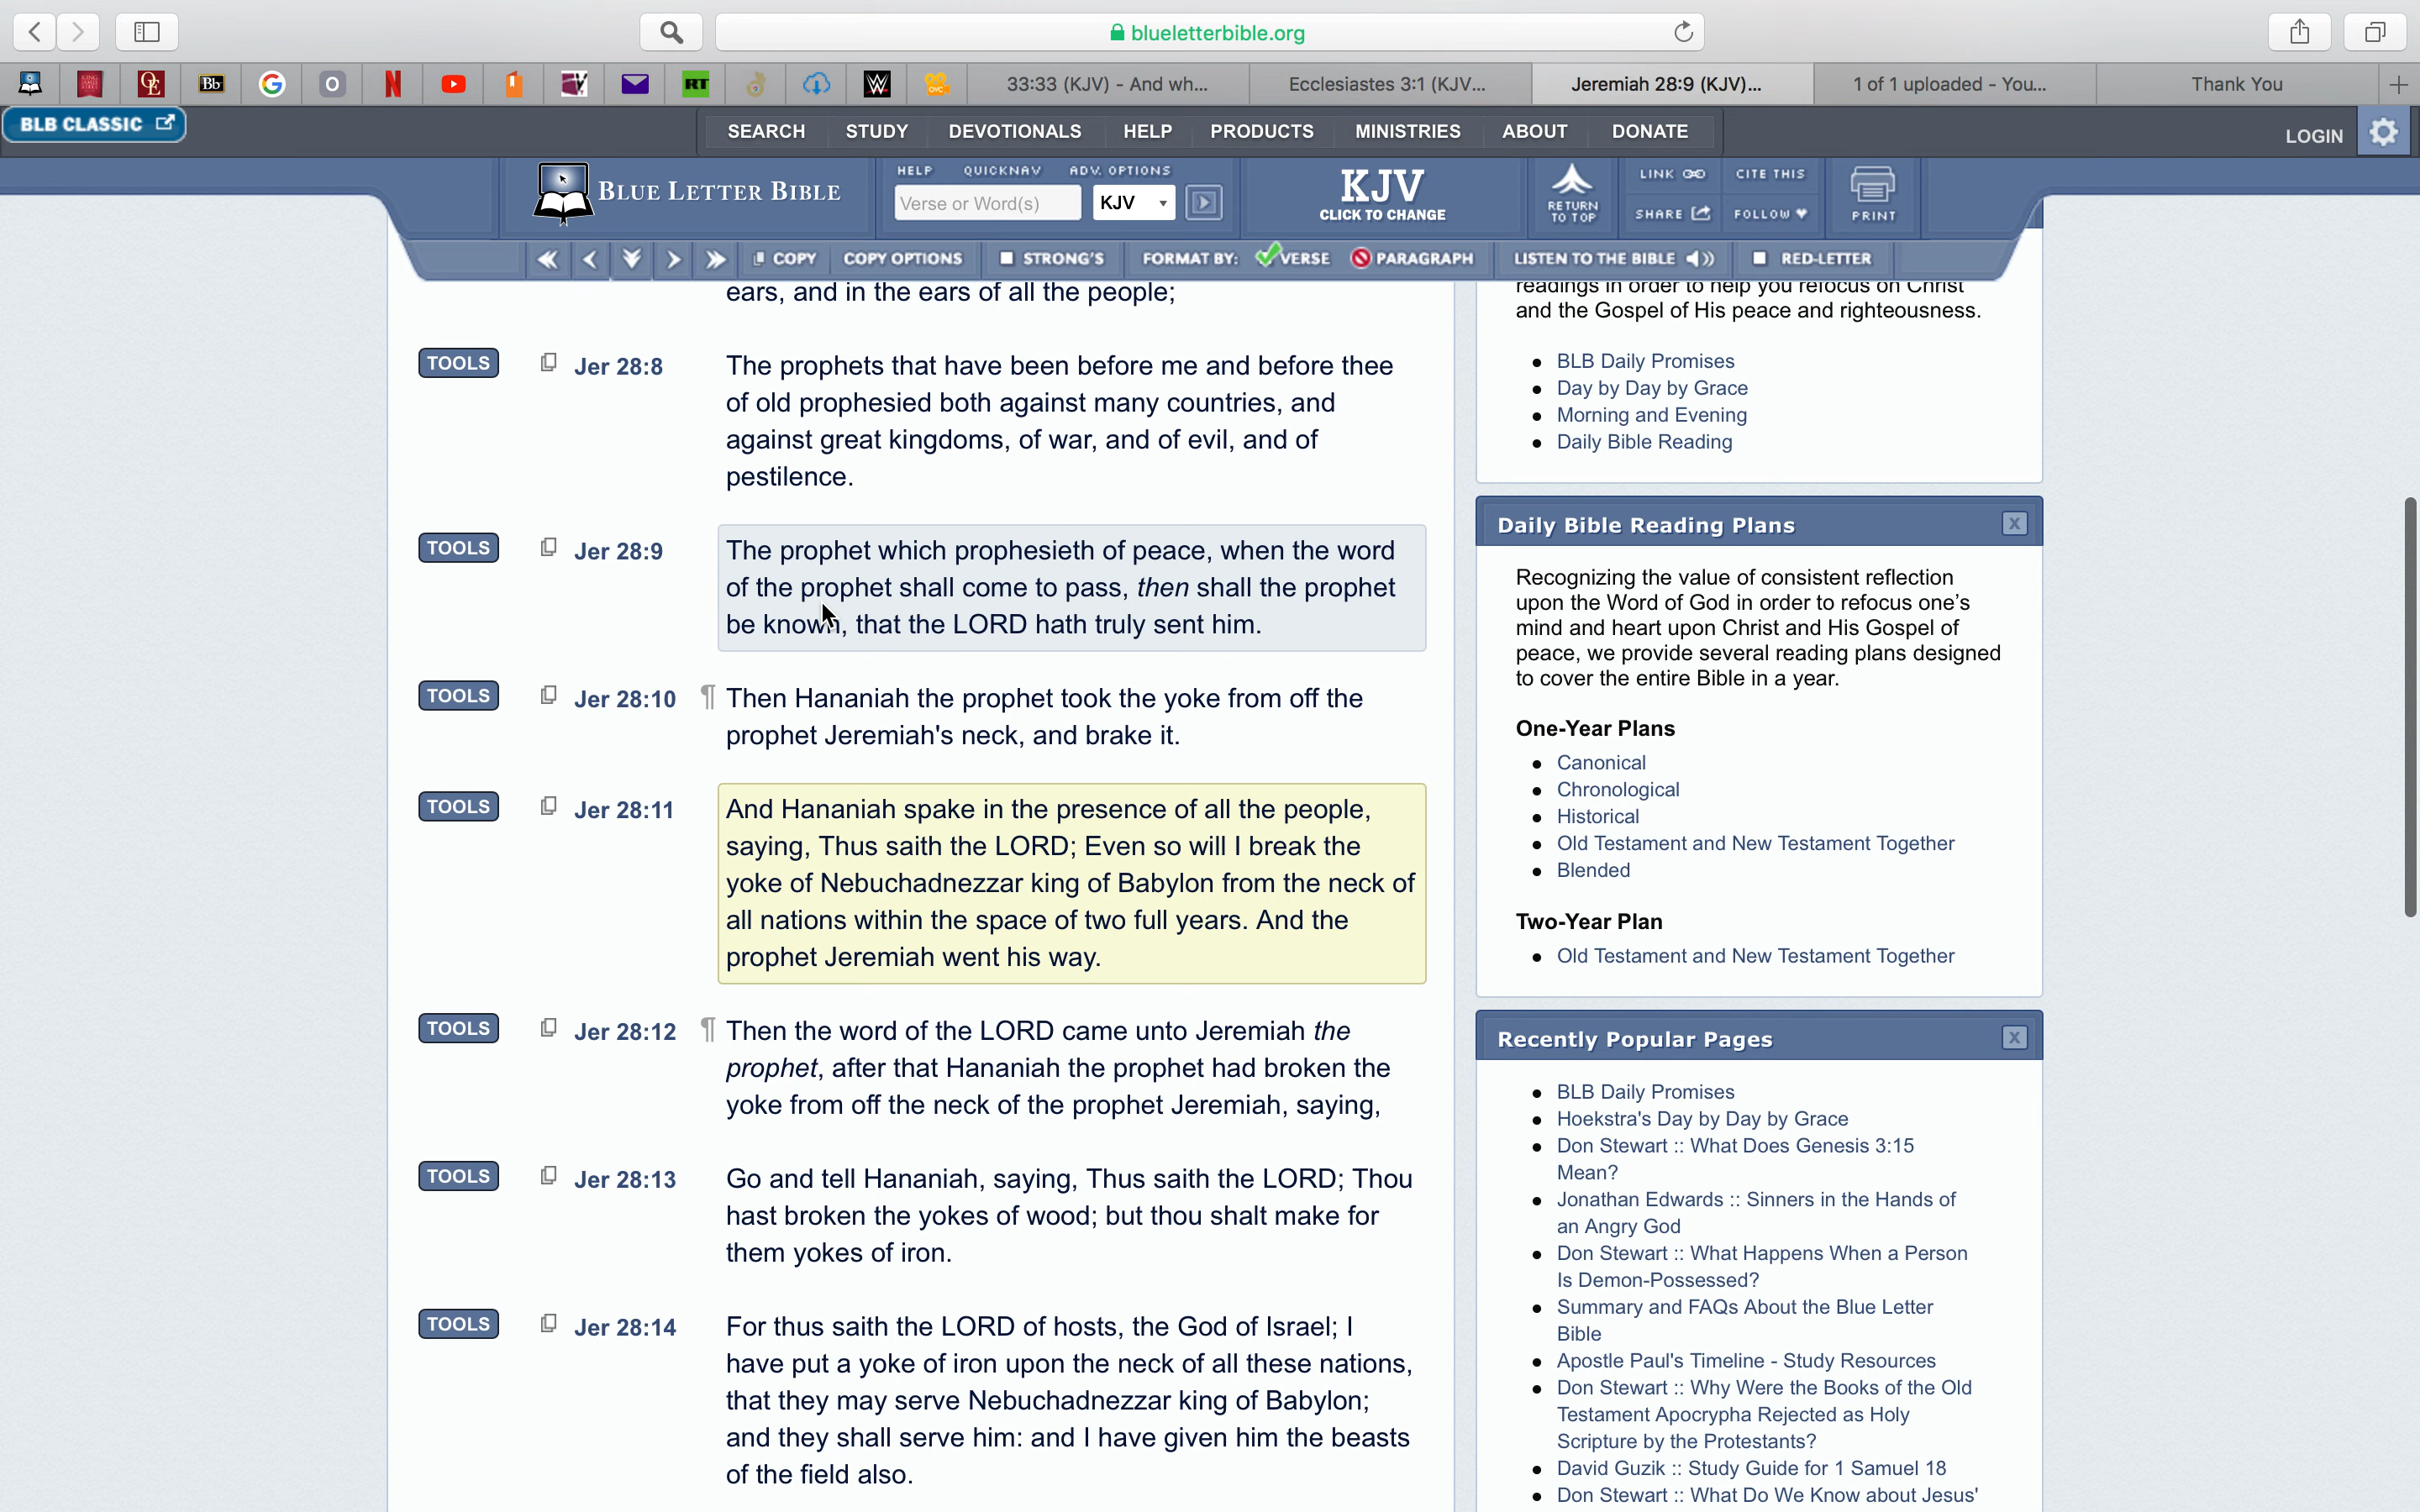 blueletterbible.org
Bb
O
RT
33:33 (KJV) - And wh...
Ecclesiastes 3:1 (KJV...
Jeremiah 28:9 (KJV)...
1 of 1 uploaded - You...
Thank You
BLB CLASSIC
SEARCH STUDY DEVOTIONALS HELP PRODUCTS MINISTRIES ABOUT DONATE
LOGIN
BLUE LETTER BIBLE
HELP QUICKNAV ADV. OPTIONS
Verse or Word(s)
KJV
KJV
CLICK TO CHANGE
RETURN
TO TOP
LINK
CITE THIS
SHARE
FOLLOW
PRINT
COPY COPY OPTIONS STRONG'S FORMAT BY: VERSE PARAGRAPH LISTEN TO THE BIBLE RED-LETTER
ears, and in the ears of all the people;
TOOLS Jer 28:8 The prophets that have been before me and before thee
of old prophesied both against many countries, and
against great kingdoms, of war, and of evil, and of
pestilence.
TOOLS Jer 28:9 The prophet which prophesieth of peace, when the word
of the prophet shall come to pass, then shall the prophet
be known, that the LORD hath truly sent him.
TOOLS Jer 28:10 ¶ Then Hananiah the prophet took the yoke from off the
prophet Jeremiah's neck, and brake it.
TOOLS Jer 28:11 And Hananiah spake in the presence of all the people,
saying, Thus saith the LORD; Even so will I break the
yoke of Nebuchadnezzar king of Babylon from the neck of
all nations within the space of two full years. And the
prophet Jeremiah went his way.
TOOLS Jer 28:12 ¶ Then the word of the LORD came unto Jeremiah the
prophet, after that Hananiah the prophet had broken the
yoke from off the neck of the prophet Jeremiah, saying,
TOOLS Jer 28:13 Go and tell Hananiah, saying, Thus saith the LORD; Thou
hast broken the yokes of wood; but thou shalt make for
them yokes of iron.
TOOLS Jer 28:14 For thus saith the LORD of hosts, the God of Israel; I
have put a yoke of iron upon the neck of all these nations,
that they may serve Nebuchadnezzar king of Babylon;
and they shall serve him: and I have given him the beasts
of the field also.
readings in order to help you refocus on Christ
and the Gospel of His peace and righteousness.
BLB Daily Promises
Day by Day by Grace
Morning and Evening
Daily Bible Reading
Daily Bible Reading Plans X
Recognizing the value of consistent reflection
upon the Word of God in order to refocus one's
mind and heart upon Christ and His Gospel of
peace, we provide several reading plans designed
to cover the entire Bible in a year.
One-Year Plans
Canonical
Chronological
Historical
Old Testament and New Testament Together
Blended
Two-Year Plan
Old Testament and New Testament Together
Recently Popular Pages X
BLB Daily Promises
Hoekstra's Day by Day by Grace
Don Stewart :: What Does Genesis 3:15
Mean?
Jonathan Edwards :: Sinners in the Hands of
an Angry God
Don Stewart :: What Happens When a Person
Is Demon-Possessed?
Summary and FAQs About the Blue Letter
Bible
Apostle Paul's Timeline - Study Resources
Don Stewart :: Why Were the Books of the Old
Testament Apocrypha Rejected as Holy
Scripture by the Protestants?
David Guzik :: Study Guide for 1 Samuel 18
Don Stewart :: What Do We Know about Jesus'